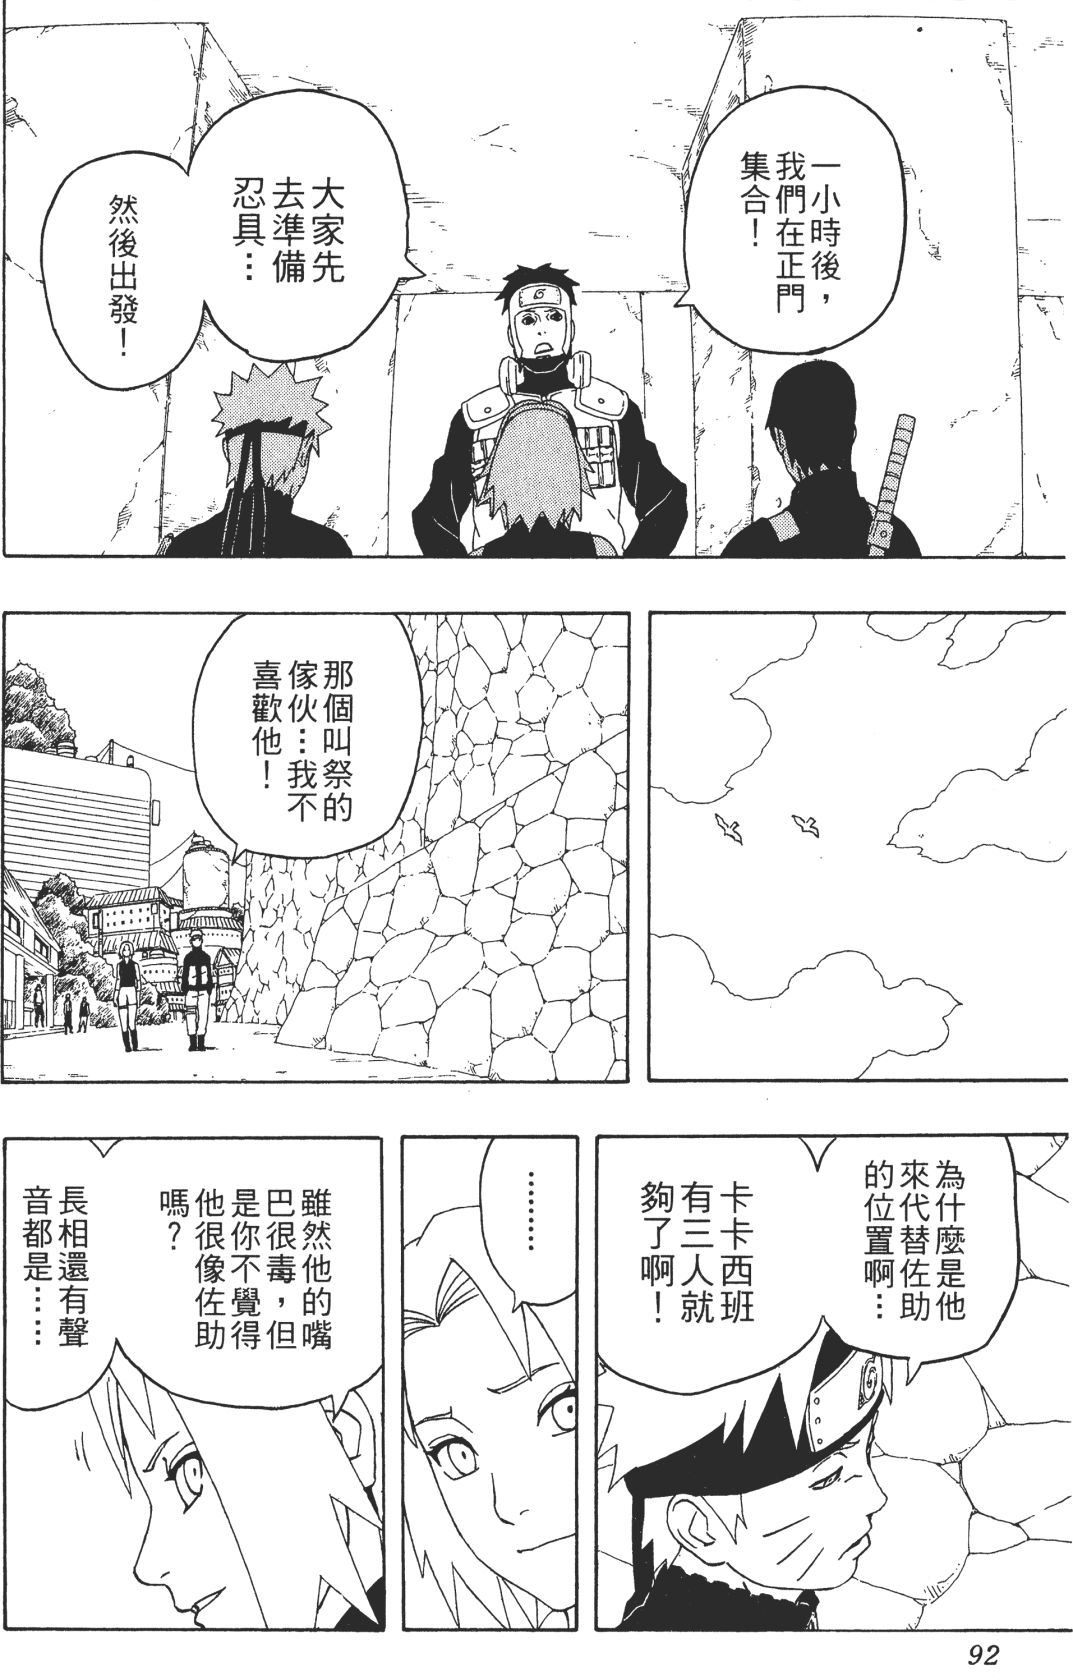 一小時後，
我們在正門
集合！
大家先
去準備
忍具…
然後出發！
那個叫祭的
傢伙…我不
喜歡他！
為什麼是他
來代替佐助
的位置啊…
卡卡西班
有三人就
夠了啊！
………
雖然他的嘴
巴很毒，但
是你不覺得
他很像佐助
嗎？
長相還有聲
音都是……
92